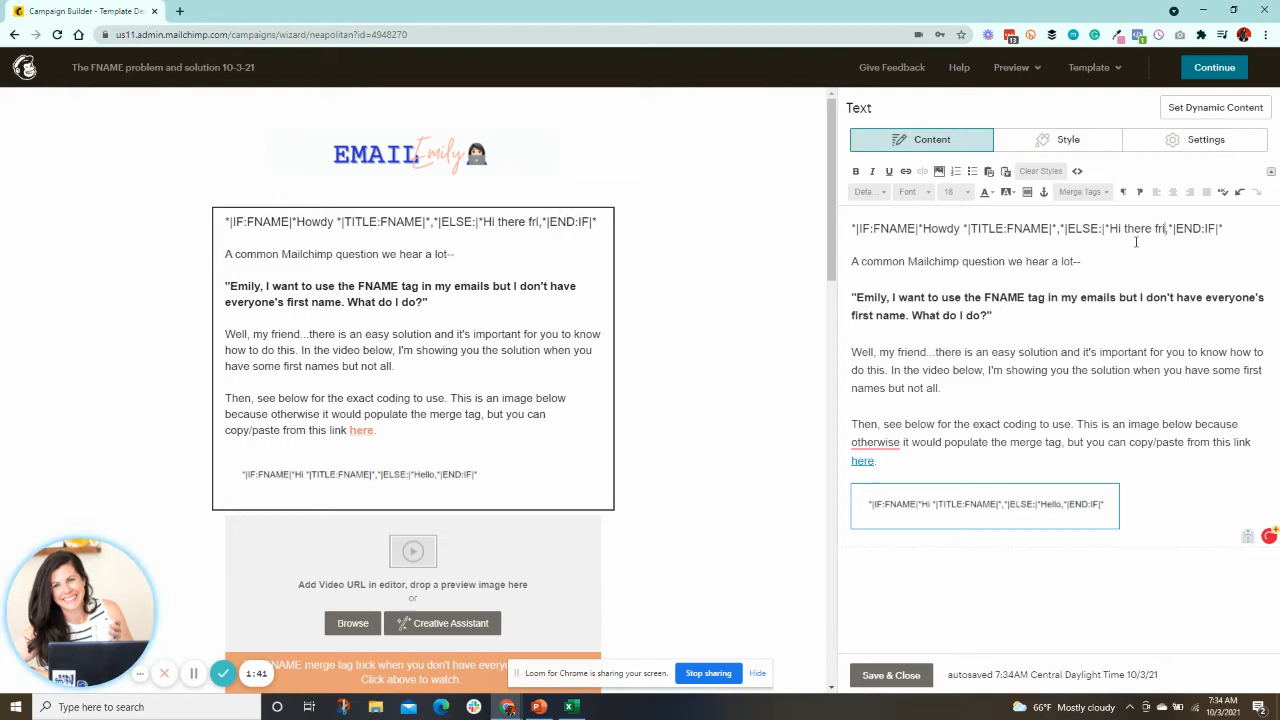 Campaign Builder - Template De
us11.admin.mailchimp.com/campaigns/wizard/neapolitan?id=4948270
13
The FNAME problem and solution 10-3-21
Give Feedback
Help
Preview
Template
Continue
EMAIL Emily
*|IF:FNAME|*Howdy *|TITLE:FNAME|*,*|ELSE:|*Hi there fri,*|END:IF|*
A common Mailchimp question we hear a lot--
"Emily, I want to use the FNAME tag in my emails but I don't have
everyone's first name. What do I do?"
Well, my friend...there is an easy solution and it's important for you to know
how to do this. In the video below, I'm showing you the solution when you
have some first names but not all.
Then, see below for the exact coding to use. This is an image below
because otherwise it would populate the merge tag, but you can
copy/paste from this link here.
*|IF:FNAME|*Hi *|TITLE:FNAME|*,*|ELSE:|*Hello,*|END:IF|*
Add Video URL in editor, drop a preview image here
or
Browse
Creative Assistant
NAME merge tag trick when you don't have every
Click above to watch.
1:41
Loom for Chrome is sharing your screen.
Stop sharing
Hide
Text
Set Dynamic Content
Content
Style
Settings
B I U
Clear Styles
<>
Defa...
Font
18
A
A
Merge Tags
*|IF:FNAME|*Howdy *|TITLE:FNAME|*,*|ELSE:|*Hi there fri,*|END:IF|*
A common Mailchimp question we hear a lot--
"Emily, I want to use the FNAME tag in my emails but I don't have everyone's
first name. What do I do?"
Well, my friend...there is an easy solution and it's important for you to know how to
do this. In the video below, I'm showing you the solution when you have some first
names but not all.
Then, see below for the exact coding to use. This is an image below because
otherwise it would populate the merge tag, but you can copy/paste from this link
here.
*|IF:FNAME|*Hi *|TITLE:FNAME|*,*|ELSE:|*Hello,*|END:IF|*
Save & Close
autosaved 7:34AM Central Daylight Time 10/3/21
Type here to search
66°F Mostly cloudy
7:34 AM
10/3/2021
2